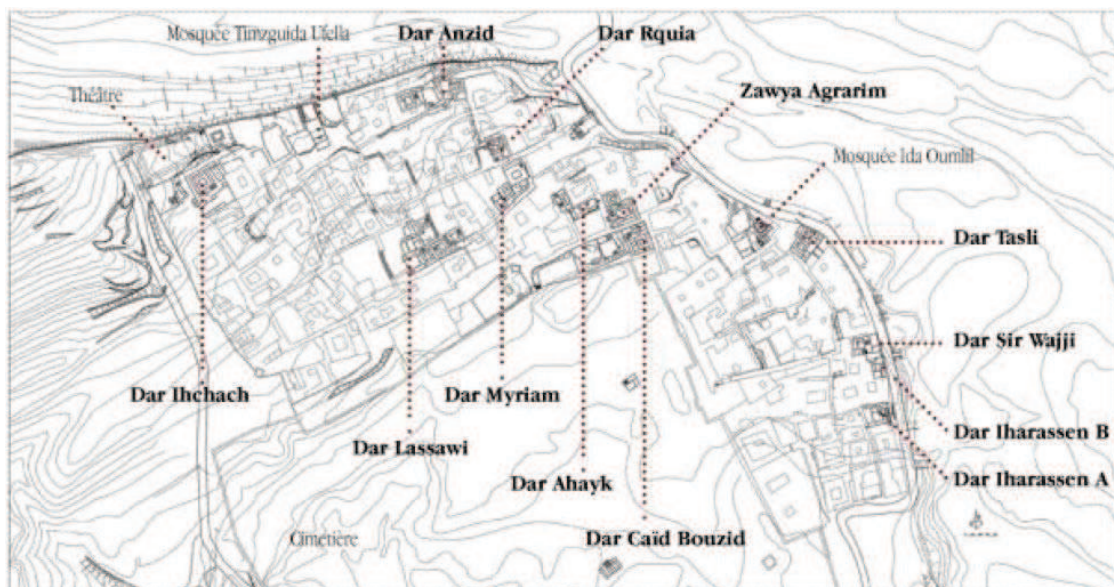 Mosquée Timzguida Ufella
Dar Anzid
Dar Rquia
Théâtre
Zawya Agrarim
Mosquée Ida Oumlil
Dar Tasli
Dar Sir Wajji
Dar Ihchach
Dar Myriam
Dar Lassawi
Dar Iharassen B
Dar Ahayk
Dar Iharassen A
Cimétière
Dar Caïd Bouzid